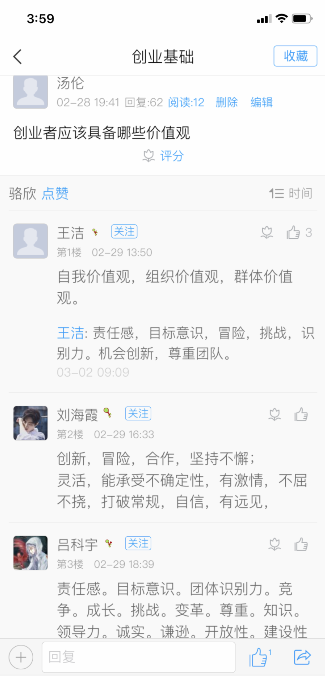 3:59
创业基础
收藏
汤伦
02-28 19:41 回复:62 阅读:12 删除 编辑
创业者应该具备哪些价值观
评分
骆欣 点赞
时间
王洁 关注 3
第1楼 02-29 13:50
自我价值观，组织价值观，群体价值
观。
王洁: 责任感，目标意识，冒险，挑战，识
别力。机会创新，尊重团队。
03-02 09:09
刘海霞 关注
第2楼 02-29 16:33
创新，冒险，合作，坚持不懈；
灵活，能承受不确定性，有激情，不屈
不挠，打破常规，自信，有远见，
吕科宇 关注
第3楼 02-29 18:39
责任感。目标意识。团体识别力。竞
争。成长。挑战。变革。尊重。知识。
领导力。诚实。谦逊。开放性。建设性
回复
1